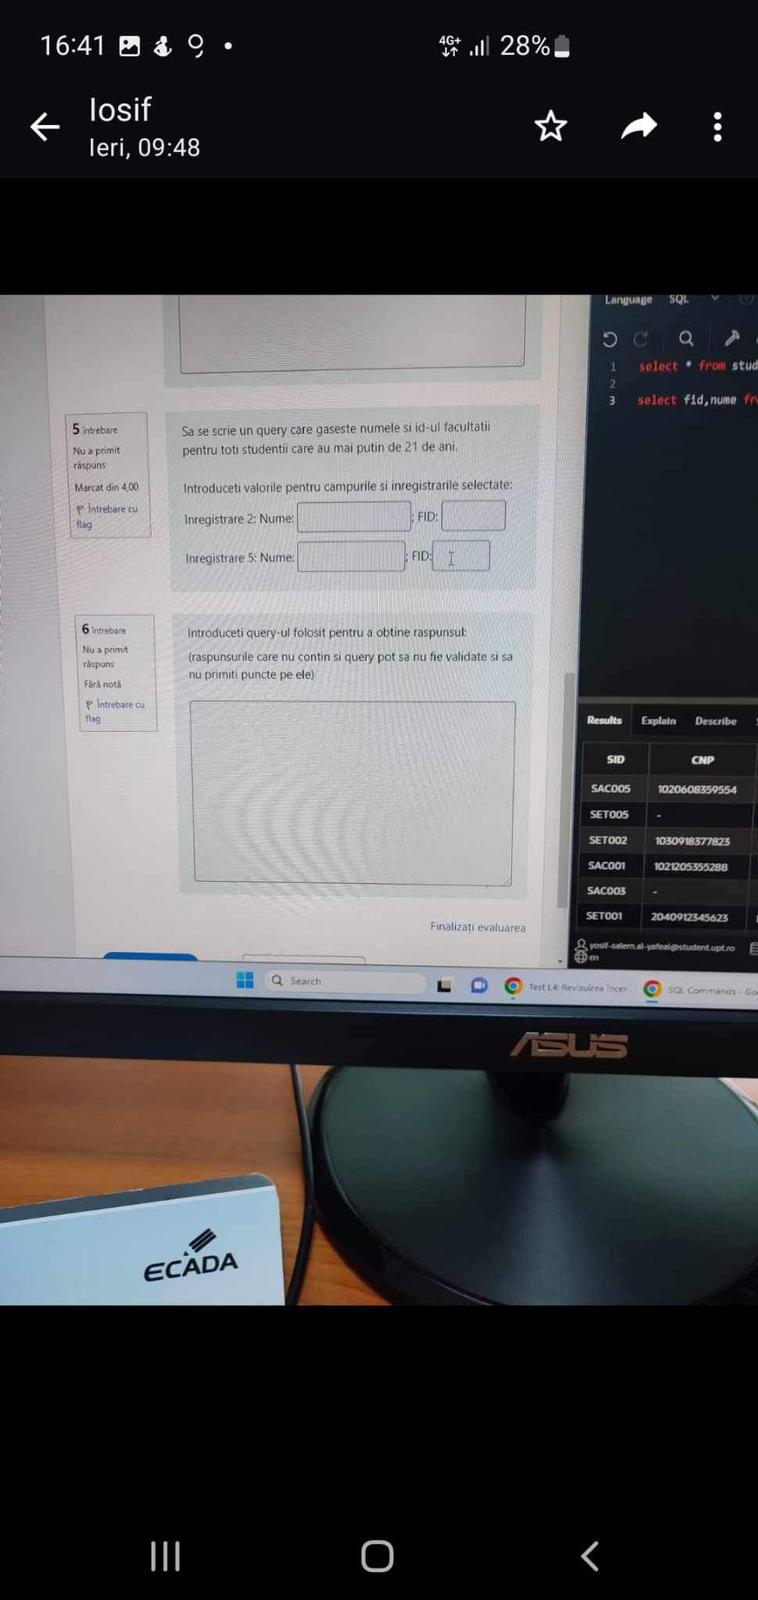 16:41
4G+
28%
Iosif
Ieri, 09:48
Language SQL
1 select * from stud
2
3 select fid,nume fr
5 întrebare
Nu a primit
răspuns
Marcat din 4,00
Întrebare cu
flag
Sa se scrie un query care gaseste numele si id-ul facultatii
pentru toti studentii care au mai putin de 21 de ani.
Introduceti valorile pentru campurile si inregistrarile selectate:
Inregistrare 2: Nume: ; FID:
Inregistrare 5: Nume: ; FID:
6 întrebare
Nu a primit
răspuns
Fără notă
Întrebare cu
flag
Introduceti query-ul folosit pentru a obtine raspunsul:
(raspunsurile care nu contin si query pot sa nu fie validate si sa
nu primiti puncte pe ele)
Finalizați evaluarea
Results Explain Describe
SID CNP
SAC005 1020608359554
SET005 -
SET002 1030918377823
SAC001 1021205355288
SAC003 -
SET001 2040912345623
yosif-salem.al-yafeai@student.upt.ro
en
Search
Test L4: Revizuirea încer
SQL Commands - Go
ASUS
ECADA